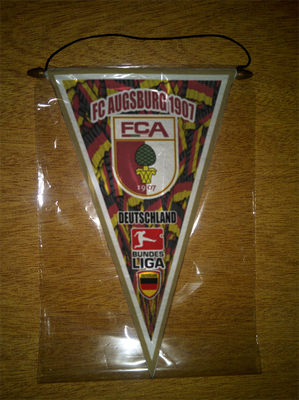 FC AUGSBURG 1907
FCA
1907
DEUTSCHLAND
BUNDES
LIGA